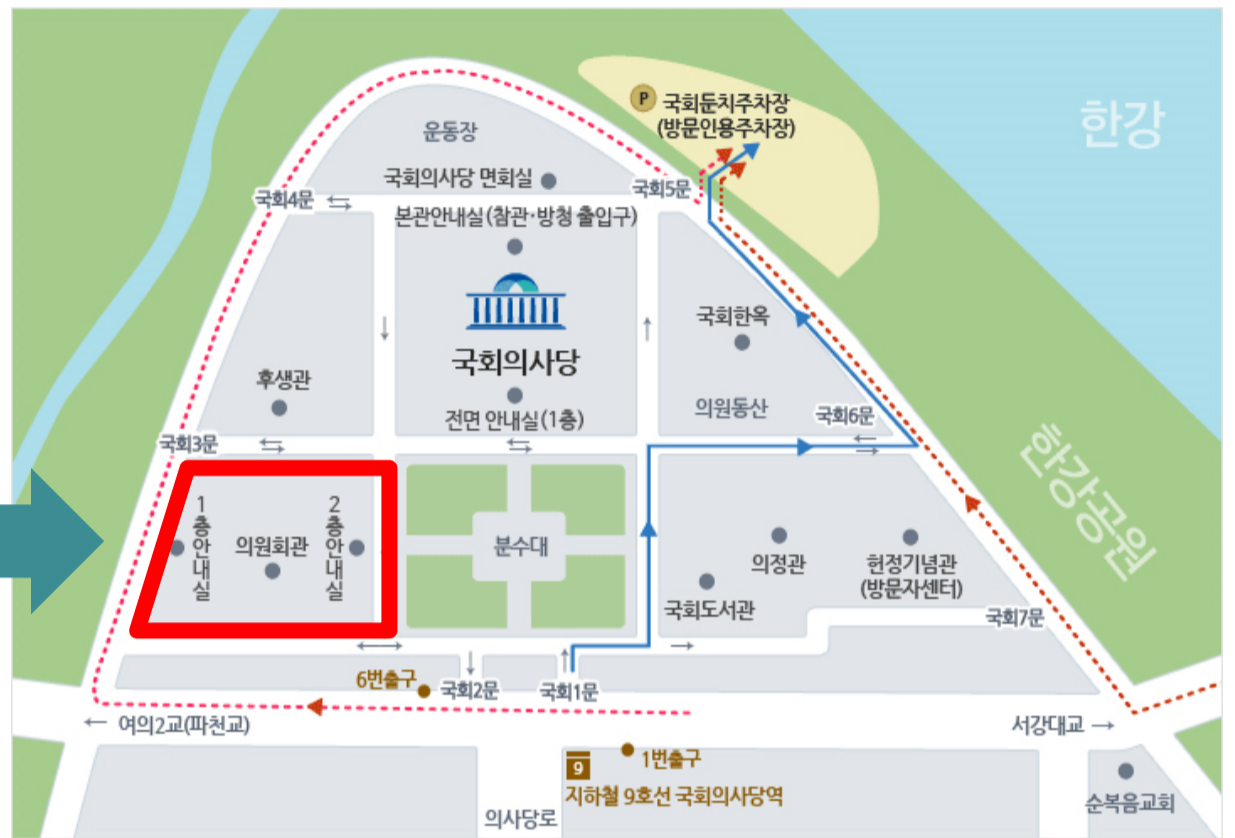 P 국회둔치주차장
(방문인용주차장)
한강
운동장
국회의사당 면회실
국회4문
국회5문
본관안내실(참관·방청 출입구)
국회한옥
국회의사당
후생관
전면 안내실(1층)
의원동산
국회6문
국회3문
한강공원
1층안내실
의원회관
2층안내실
분수대
의정관
헌정기념관
(방문자센터)
국회도서관
국회7문
6번출구
국회2문
국회1문
← 여의2교(파천교)
서강대교 →
1번출구
9
지하철 9호선 국회의사당역
순복음교회
의사당로